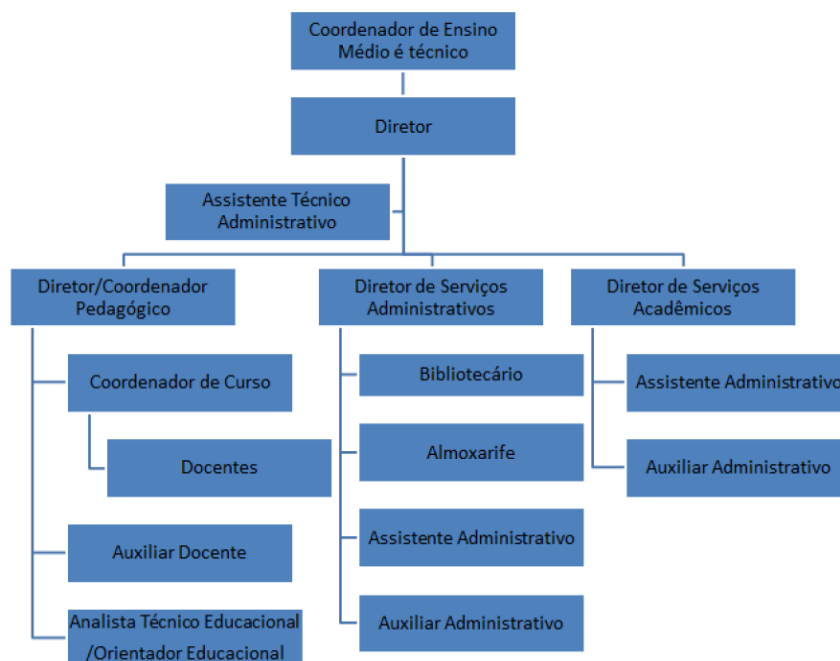 Coordenador de Ensino
Médio é técnico
Diretor
Assistente Técnico
Administrativo
Diretor/Coordenador
Pedagógico
Coordenador de Curso
Docentes
Auxiliar Docente
Analista Técnico Educacional
/Orientador Educacional
Diretor de Serviços
Administrativos
Bibliotecário
Almoxarife
Assistente Administrativo
Auxiliar Administrativo
Diretor de Serviços
Acadêmicos
Assistente Administrativo
Auxiliar Administrativo